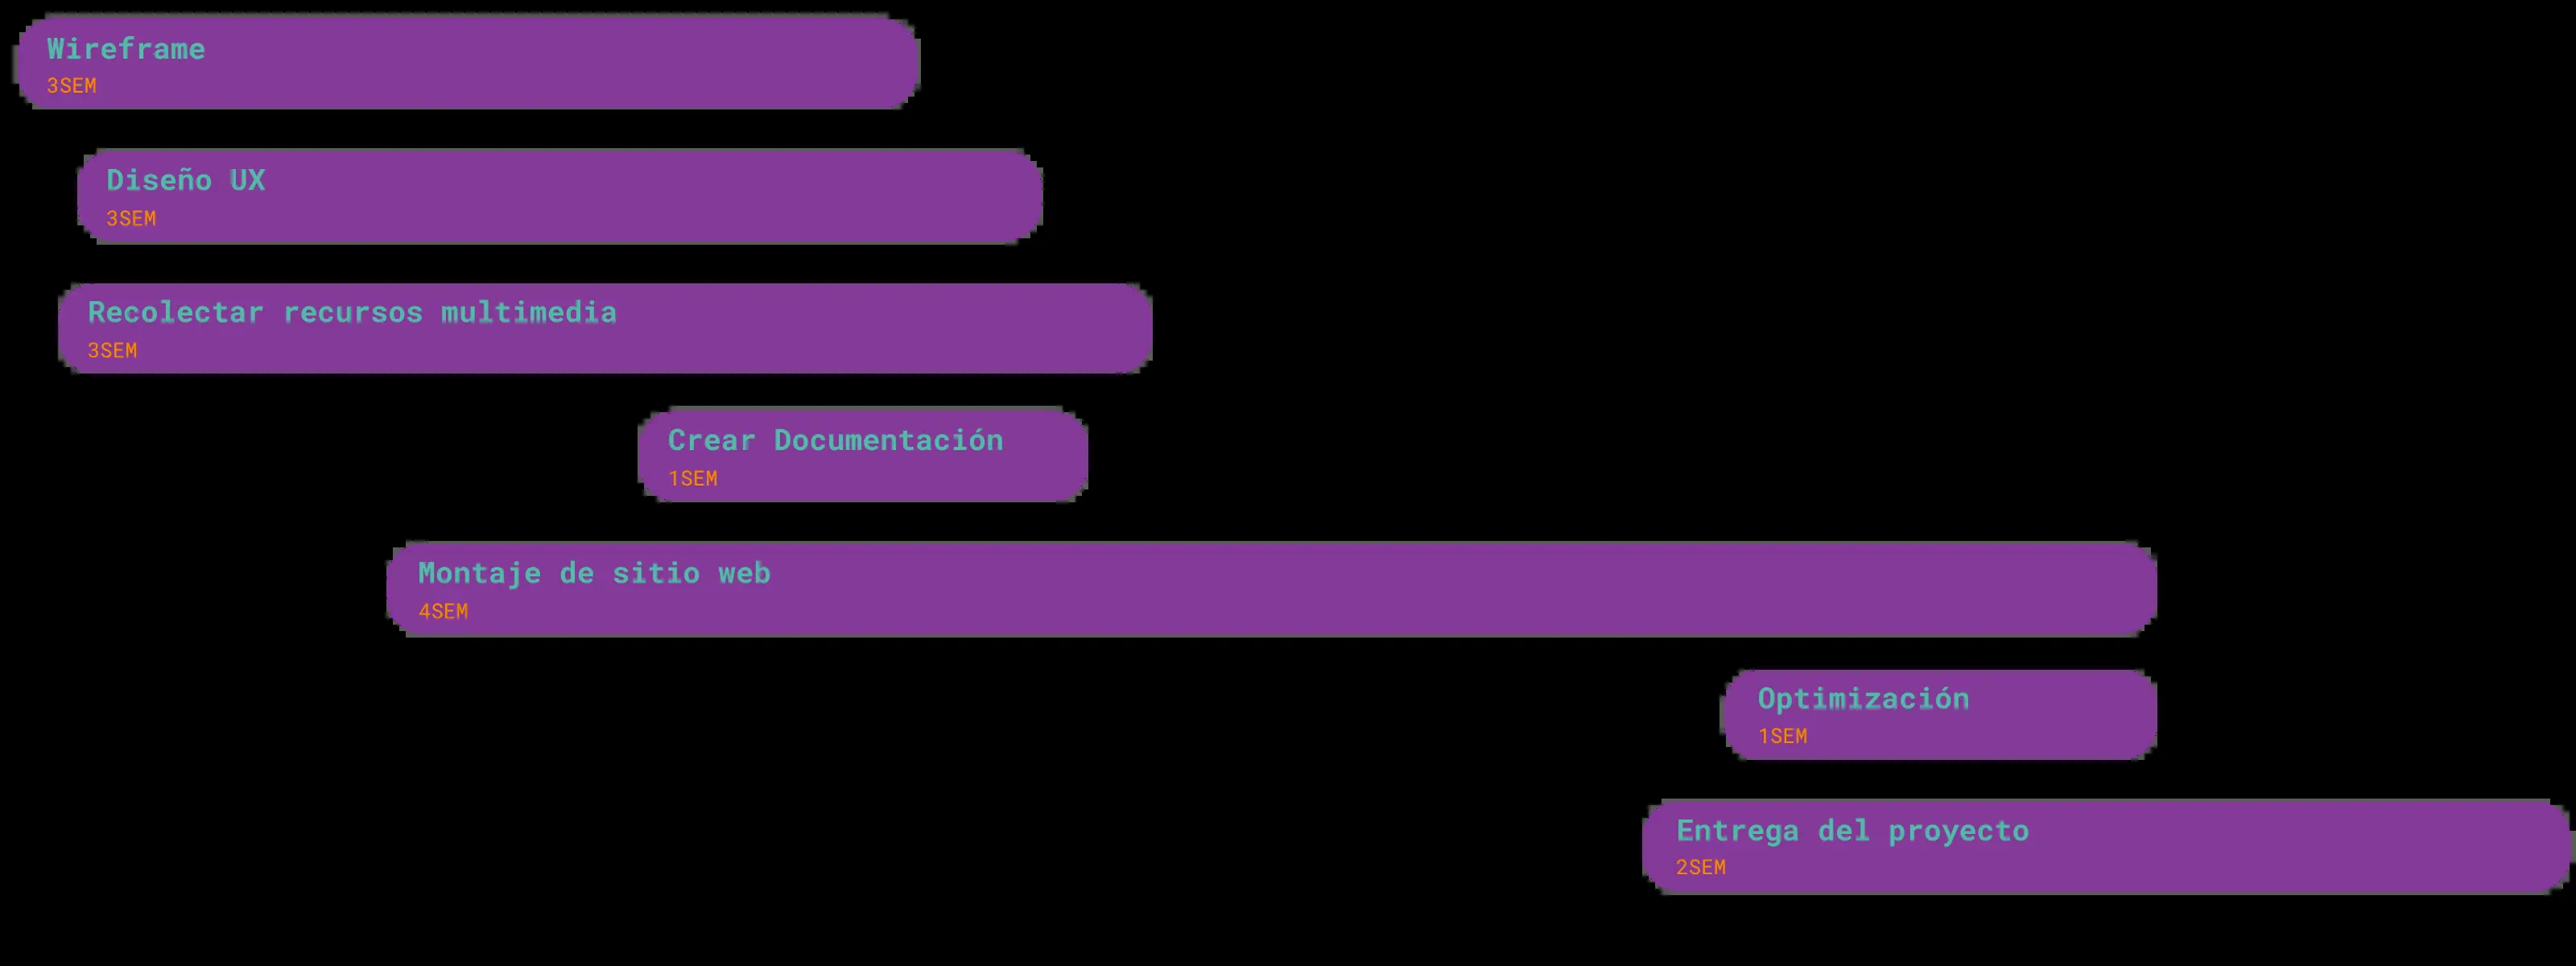 Wireframe
3SEM
Diseño UX
3SEM
Recolectar recursos multimedia
3SEM
Crear Documentación
1SEM
Montaje de sitio web
4SEM
Optimización
1SEM
Entrega del proyecto
2SEM